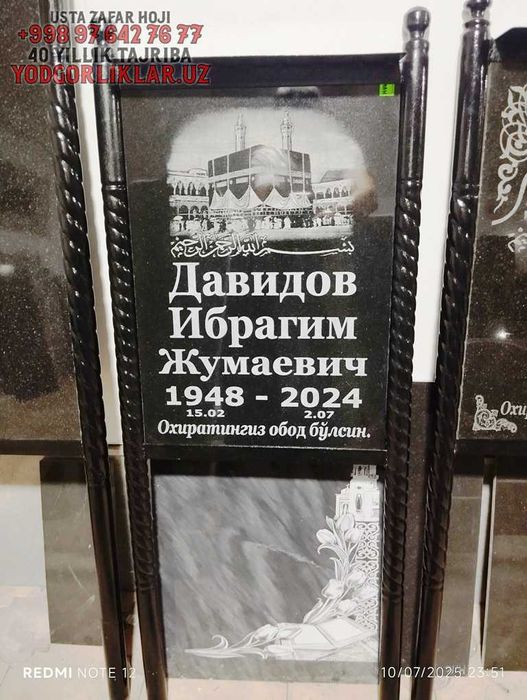 USTA ZAFAR HOJI
+998 97 642 76 77
40 YILLIK TAJRIBA
YODGORLIKLAR.UZ
بسم الله الرحمن الرحيم
Давидов
Ибрагим
Жумаевич
1948 - 2024
15.02 2.07
Охиратингиз обод бўлсин.
Охи
REDMI NOTE 12
10/07/2025 23:51